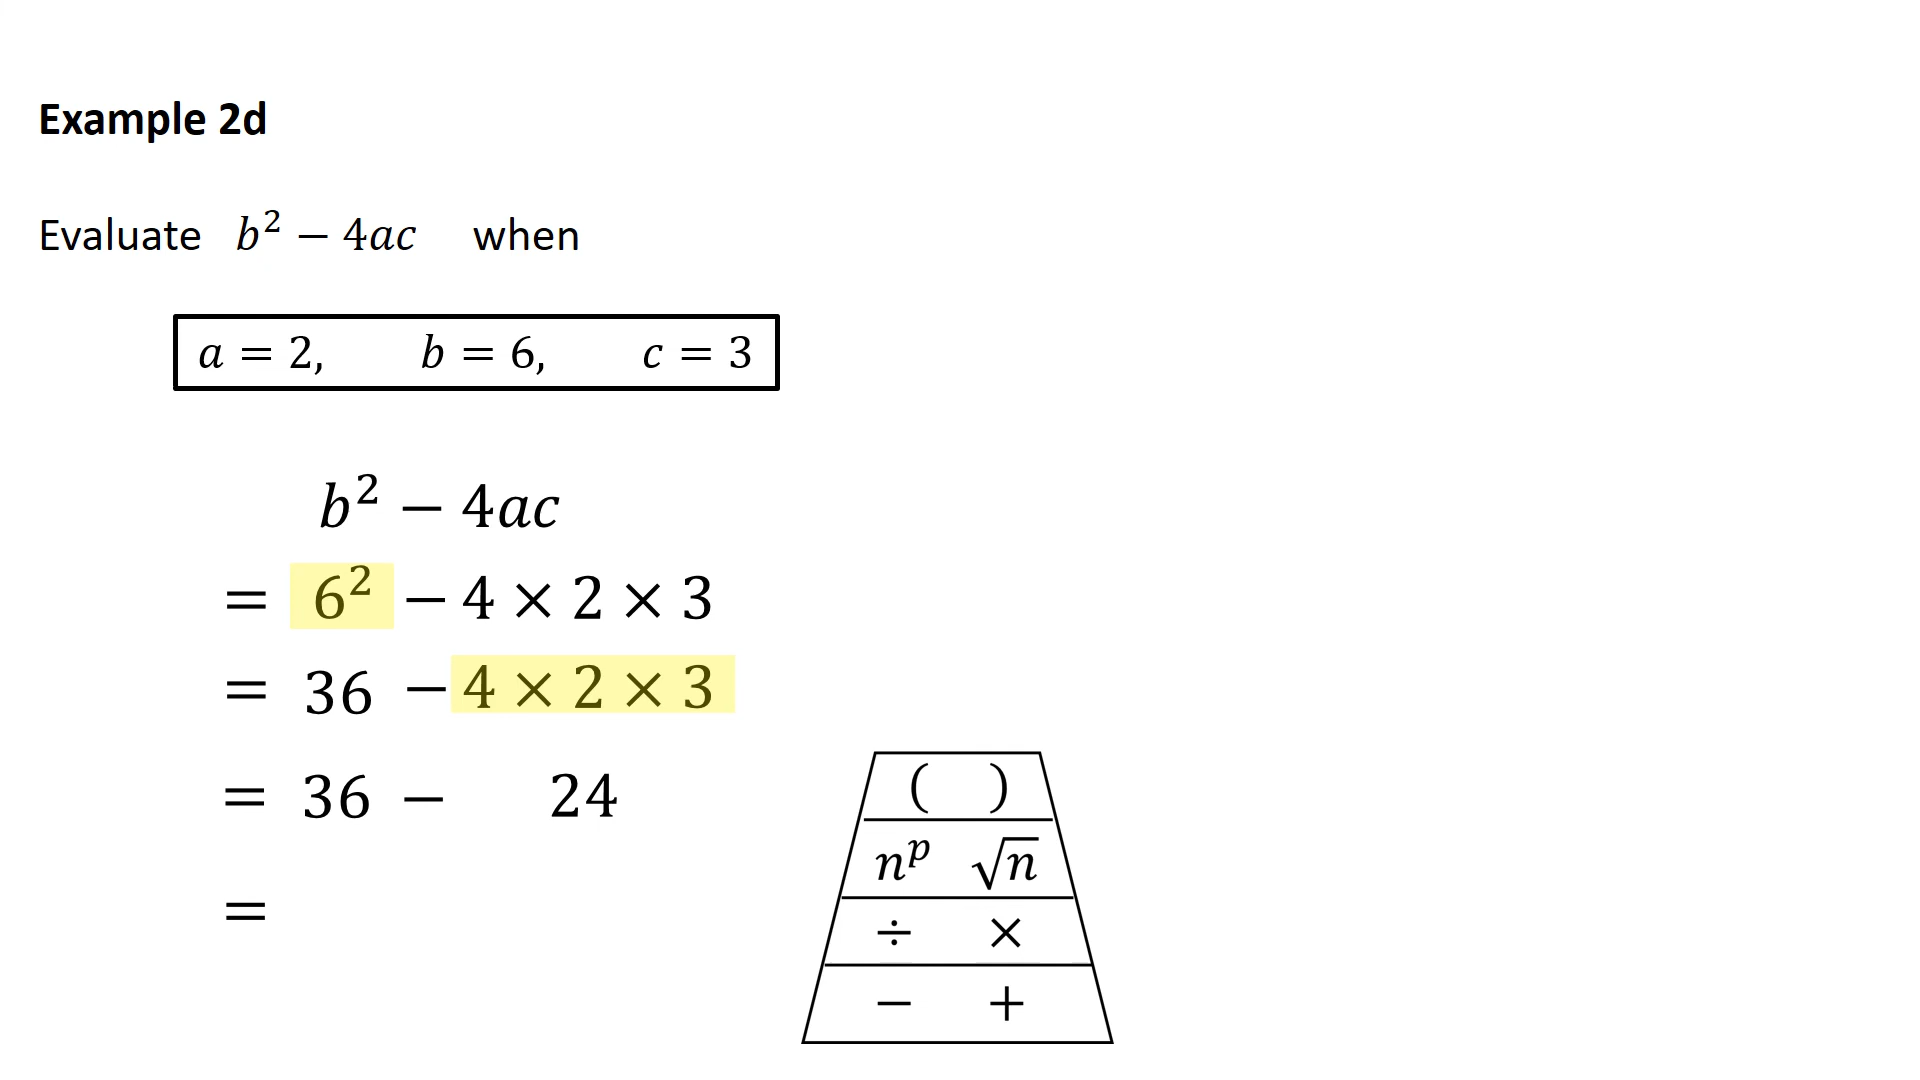 Example 2d
Evaluate b² − 4ac when
a = 2, b = 6, c = 3
b² − 4ac
= 6² − 4 × 2 × 3
= 36 − 4 × 2 × 3
= 36 − 24
=
( )
nᵖ √n
÷ ×
− +